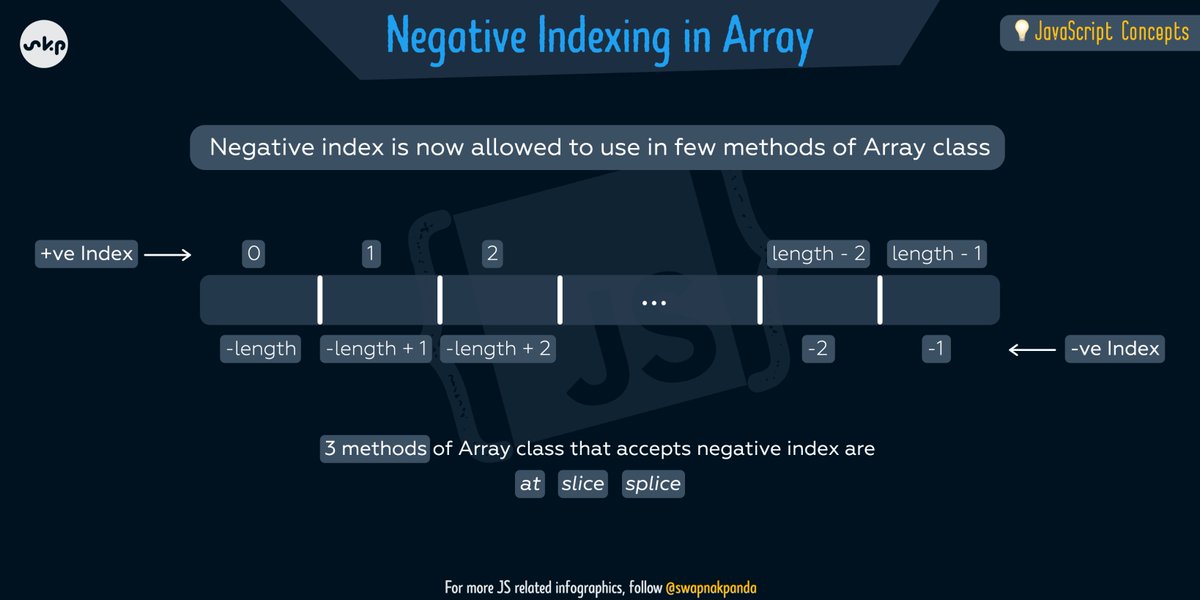 skp
Negative Indexing in Array
JavaScript Concepts
Negative index is now allowed to use in few methods of Array class
+ve Index 0 1 2 length - 2 length - 1
...
-length -length + 1 -length + 2 -2 -1 -ve Index
{JS}
3 methods of Array class that accepts negative index are
at slice splice
For more JS related infographics, follow @swapnakpanda